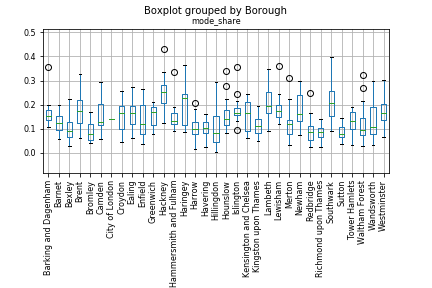 Boxplot grouped by Borough
mode_share
0.5
0.4
0.3
0.2
0.1
0.0
Barking and Dagenham
Barnet
Bexley
Brent
Bromley
Camden
City of London
Croydon
Ealing
Enfield
Greenwich
Hackney
Hammersmith and Fulham
Haringey
Harrow
Havering
Hillingdon
Hounslow
Islington
Kensington and Chelsea
Kingston upon Thames
Lambeth
Lewisham
Merton
Newham
Redbridge
Richmond upon Thames
Southwark
Sutton
Tower Hamlets
Waltham Forest
Wandsworth
Westminster